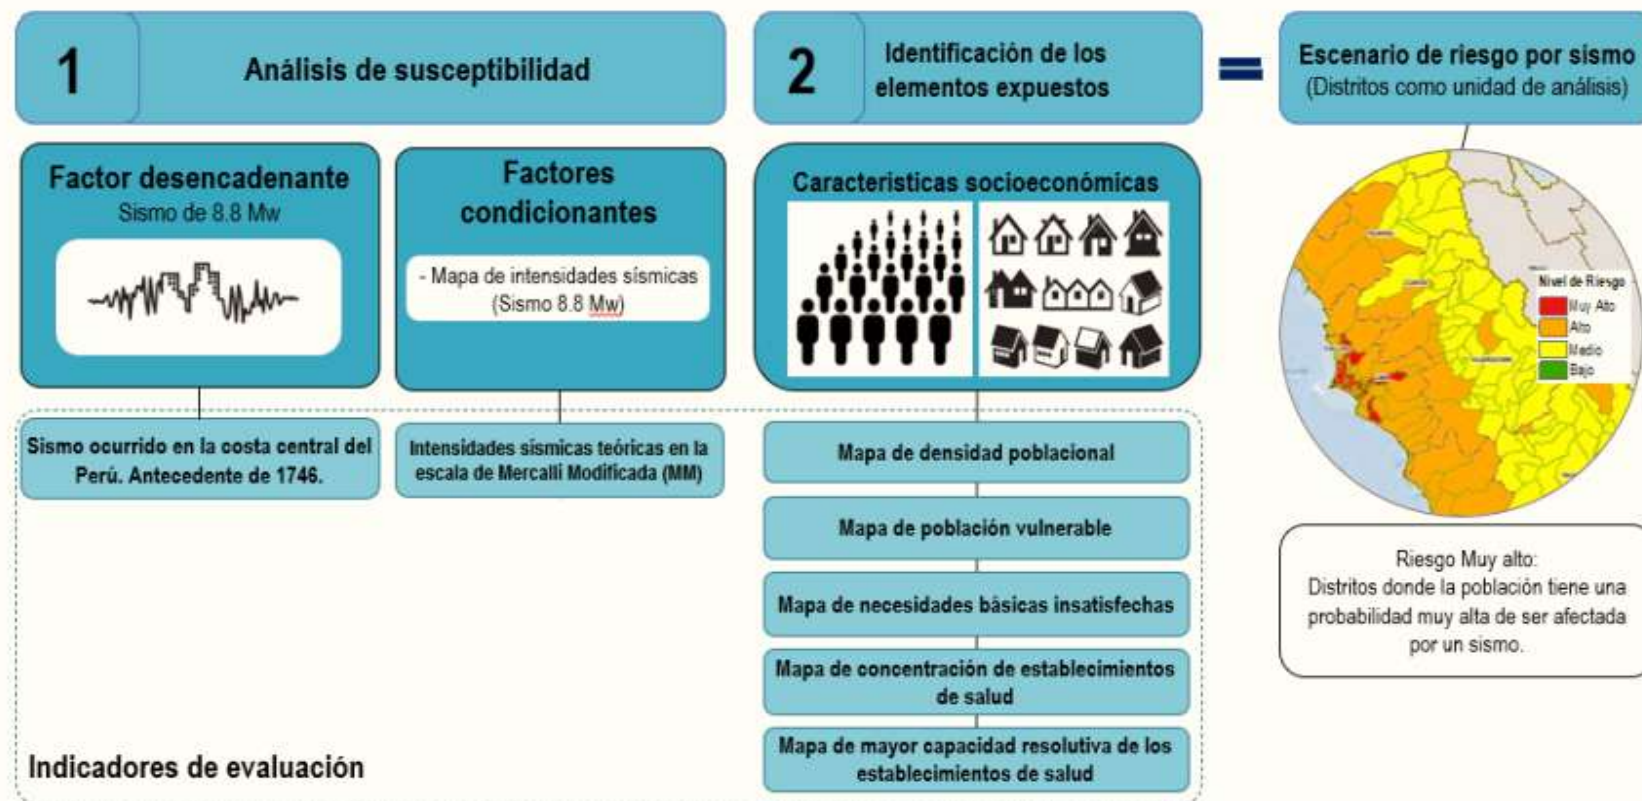 1
Análisis de susceptibilidad
2
Identificación de los
elementos expuestos
=
Escenario de riesgo por sismo
(Distritos como unidad de análisis)
Factor desencadenante
Sismo de 8.8 Mw
Factores
condicionantes
- Mapa de intensidades sísmicas
(Sismo 8.8 Mw)
Características socioeconómicas
Nivel de Riesgo
Muy Alto
Alto
Medio
Bajo
Sismo ocurrido en la costa central del
Perú. Antecedente de 1746.
Intensidades sísmicas teóricas en la
escala de Mercalli Modificada (MM)
Mapa de densidad poblacional
Mapa de población vulnerable
Mapa de necesidades básicas insatisfechas
Mapa de concentración de establecimientos
de salud
Mapa de mayor capacidad resolutiva de los
establecimientos de salud
Riesgo Muy alto:
Distritos donde la población tiene una
probabilidad muy alta de ser afectada
por un sismo.
Indicadores de evaluación